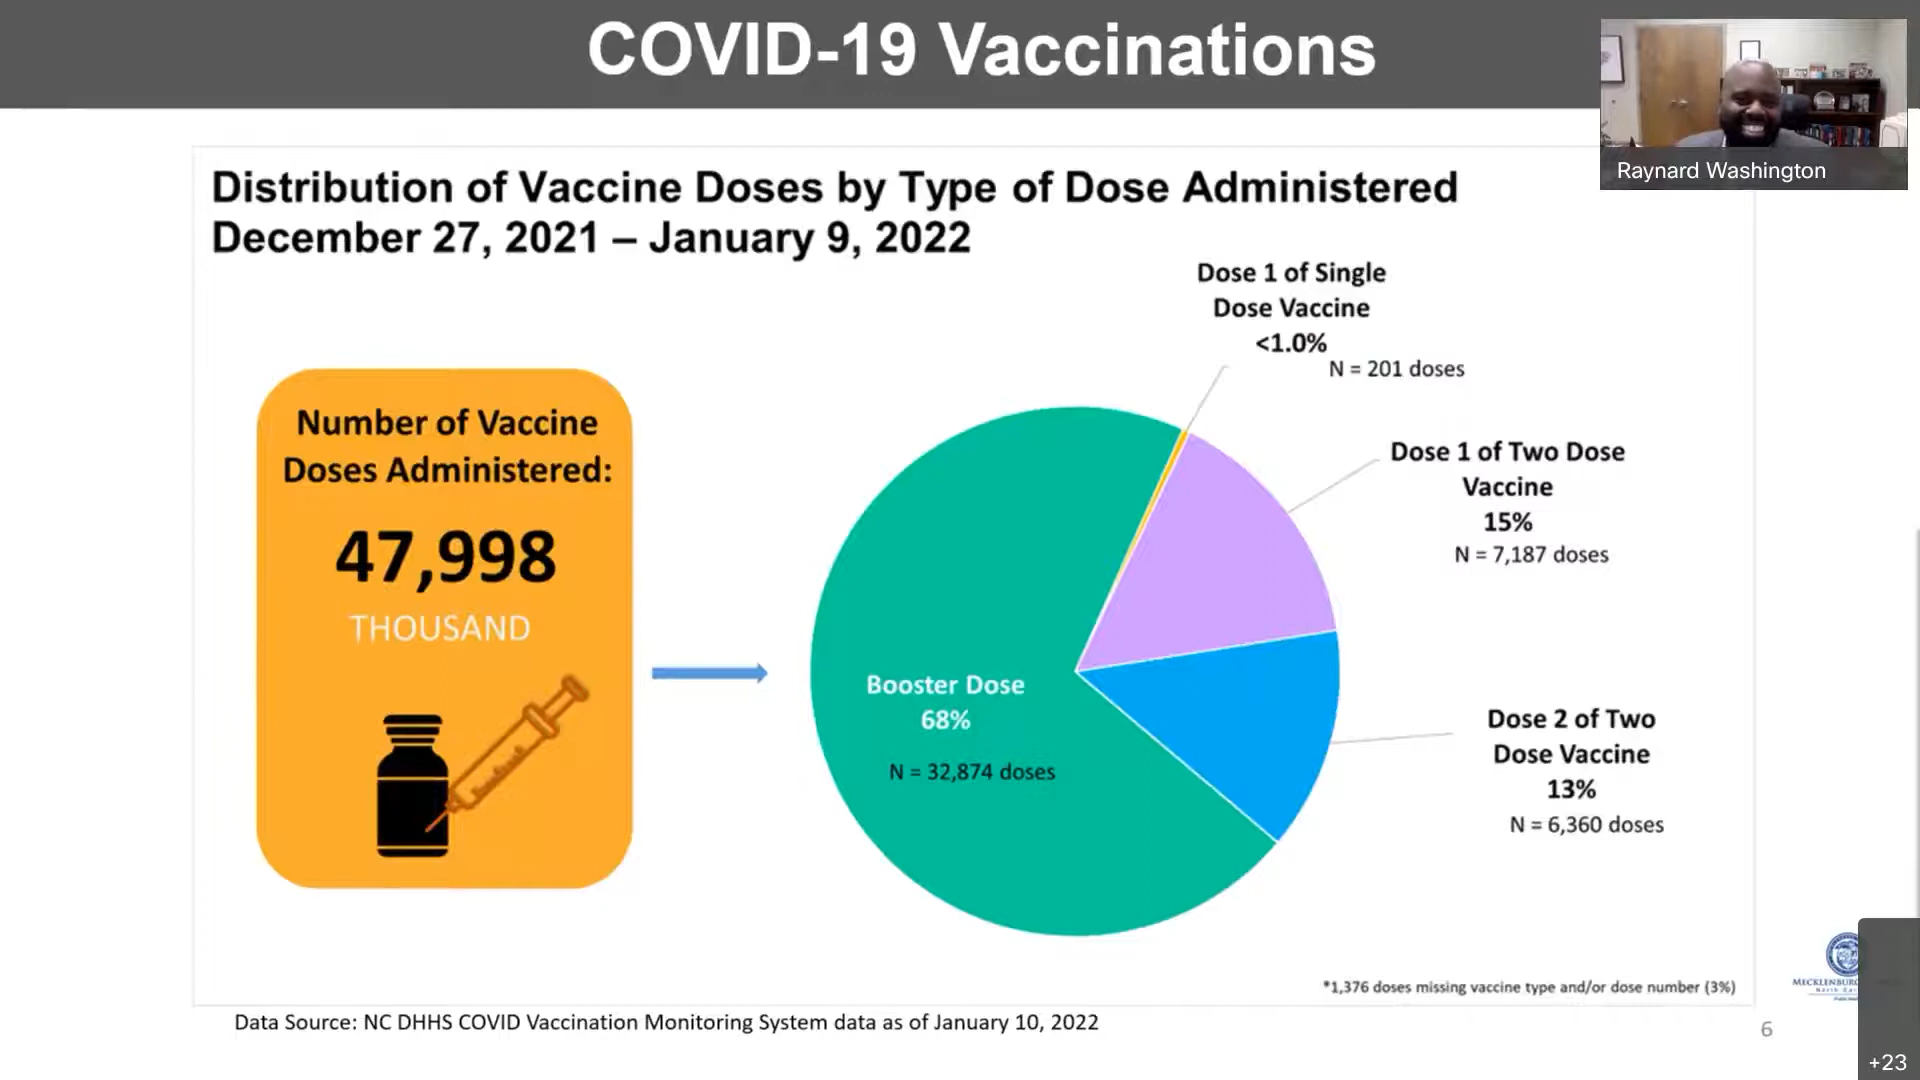 COVID-19 Vaccinations
Raynard Washington
Distribution of Vaccine Doses by Type of Dose Administered
December 27, 2021 – January 9, 2022
Dose 1 of Single
Dose Vaccine
<1.0%
N = 201 doses
Number of Vaccine
Doses Administered:
47,998
THOUSAND
Dose 1 of Two Dose
Vaccine
15%
N = 7,187 doses
Booster Dose
68%
N = 32,874 doses
Dose 2 of Two
Dose Vaccine
13%
N = 6,360 doses
*1,376 doses missing vaccine type and/or dose number (3%)
Data Source: NC DHHS COVID Vaccination Monitoring System data as of January 10, 2022
6
+23